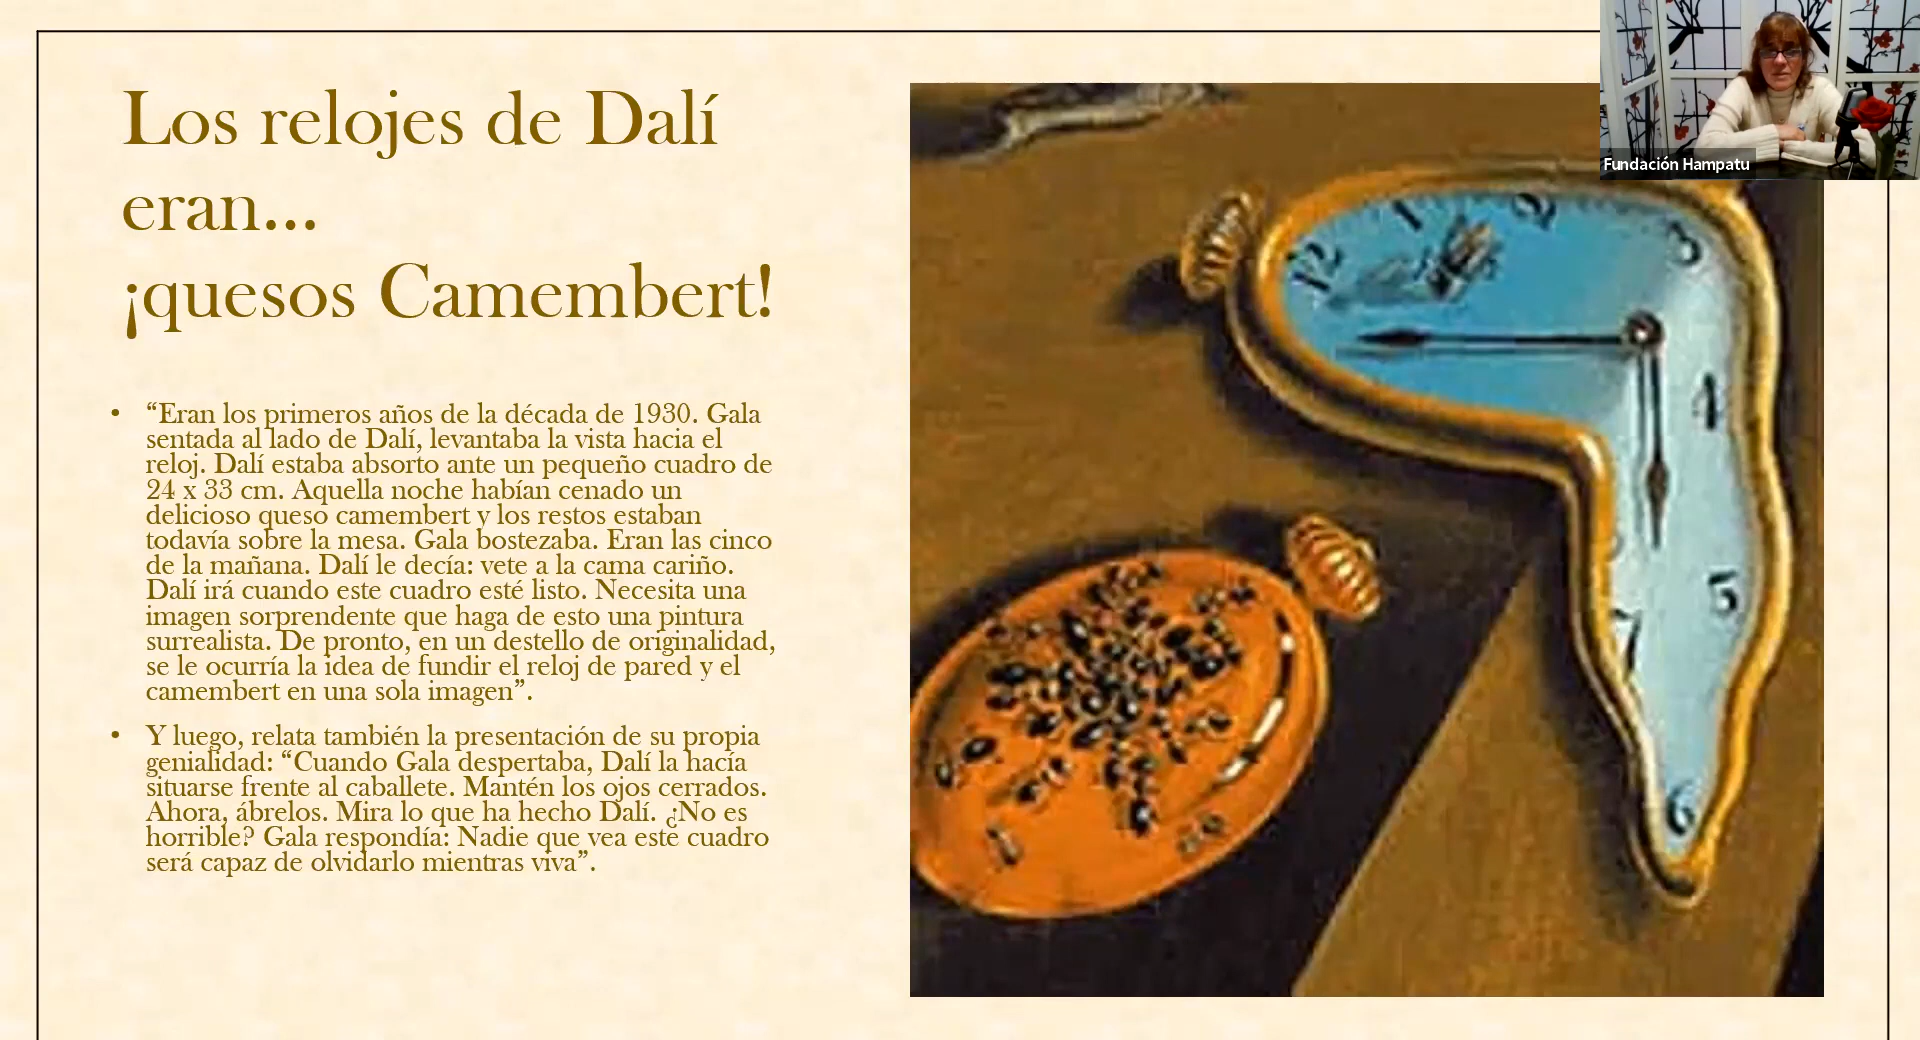 Los relojes de Dalí
eran...
¡quesos Camembert!
• “Eran los primeros años de la década de 1930. Gala
sentada al lado de Dalí, levantaba la vista hacia el
reloj. Dalí estaba absorto ante un pequeño cuadro de
24 x 33 cm. Aquella noche habían cenado un
delicioso queso camembert y los restos estaban
todavía sobre la mesa. Gala bostezaba. Eran las cinco
de la mañana. Dalí le decía: vete a la cama cariño.
Dalí irá cuando este cuadro esté listo. Necesita una
imagen sorprendente que haga de esto una pintura
surrealista. De pronto, en un destello de originalidad,
se le ocurría la idea de fundir el reloj de pared y el
camembert en una sola imagen”.
• Y luego, relata también la presentación de su propia
genialidad: “Cuando Gala despertaba, Dalí la hacía
situarse frente al caballete. Mantén los ojos cerrados.
Ahora, ábrelos. Mira lo que ha hecho Dalí. ¿No es
horrible? Gala respondía: Nadie que vea este cuadro
será capaz de olvidarlo mientras viva”.
Fundación Hampatu
12
1
2
3
4
5
6
7